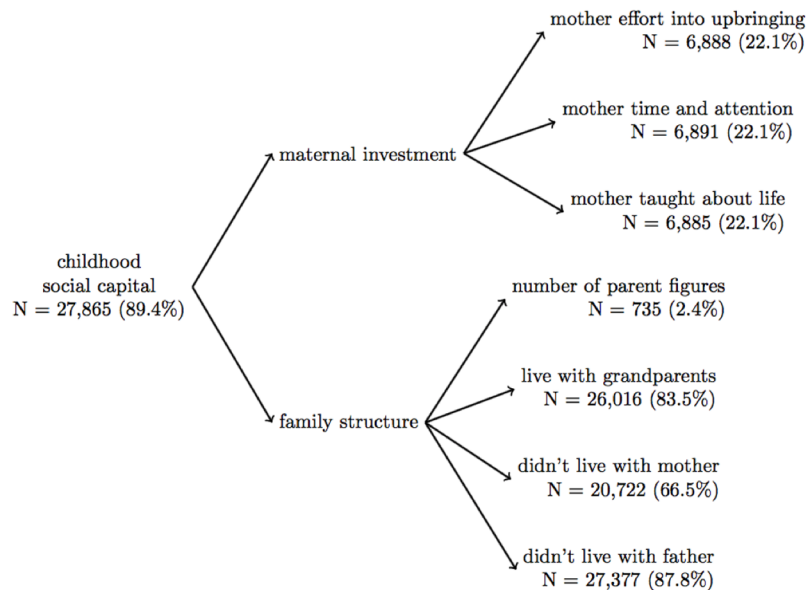 mother effort into upbringing
N = 6,888 (22.1%)
mother time and attention
N = 6,891 (22.1%)
maternal investment
mother taught about life
N = 6,885 (22.1%)
childhood
social capital
N = 27,865 (89.4%)
number of parent figures
N = 735 (2.4%)
live with grandparents
N = 26,016 (83.5%)
family structure
didn't live with mother
N = 20,722 (66.5%)
didn't live with father
N = 27,377 (87.8%)